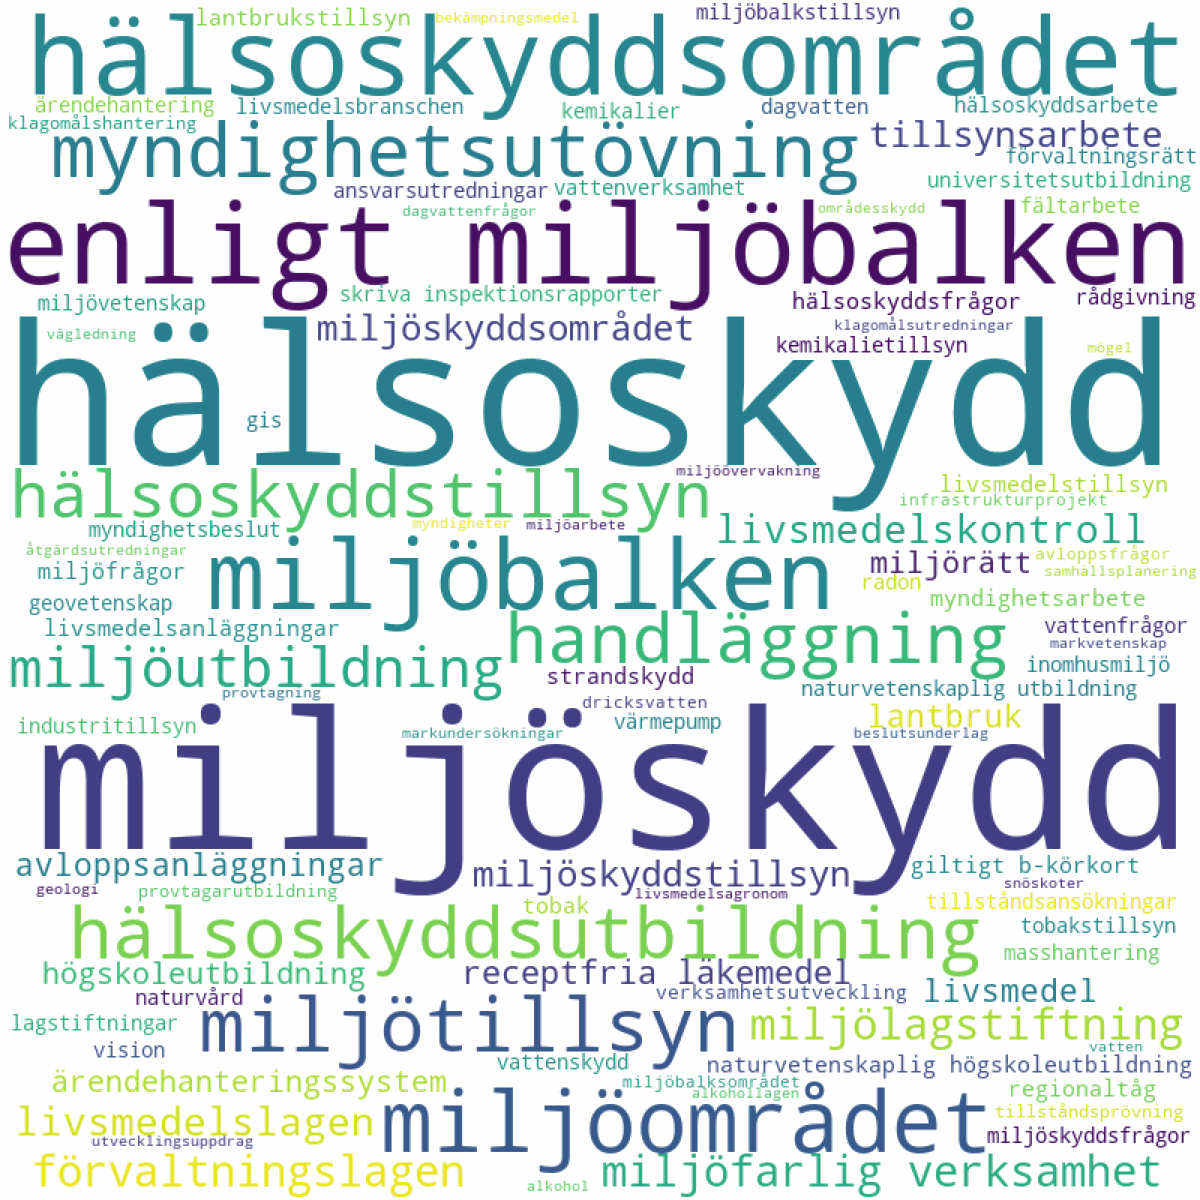 lantbrukstillsyn
bekämpningsmedel
miljöbalkstillsyn
hälsoskyddsområdet
ärendehantering
livsmedelsbranschen
kemikalier
dagvatten
hälsoskyddsarbete
klagomålshantering
myndighetsutövning
tillsynsarbete
förvaltningsrätt
ansvarsutredningar
vattenverksamhet
universitetsutbildning
dagvattenfrågor
områdesskydd
fältarbete
enligt miljöbalken
miljövetenskap
skriva inspektionsrapporter
hälsoskyddsfrågor
rådgivning
vägledning
miljöskyddsområdet
klagomålsutredningar
kemikalietillsyn
mögel
hälsoskydd
gis
hälsoskyddstillsyn
miljöövervakning
livsmedelstillsyn
infrastrukturprojekt
myndighetsbeslut
myndigheter
miljöarbete
livsmedelskontroll
åtgärdsutredningar
miljöfrågor
miljöbalken
miljörätt
avloppsfrågor
samhällsplanering
radon
geovetenskap
myndighetsarbete
livsmedelsanläggningar
handläggning
vattenfrågor
markvetenskap
miljöutbildning
strandskydd
inomhusmiljö
provtagning
dricksvatten
naturvetenskaplig utbildning
industritillsyn
markundersökningar
värmepump
lantbruk
beslutsunderlag
miljöskydd
avloppsanläggningar
miljöskyddstillsyn
giltigt b-körkort
geologi
provtagarutbildning
livsmedelsagronom
snöskoter
tobak
tillståndsansökningar
hälsoskyddsutbildning
tobakstillsyn
masshantering
högskoleutbildning
receptfria läkemedel
naturvård
verksamhetsutveckling
livsmedel
lagstiftningar
miljötillsyn
miljölagstiftning
vision
vattenskydd
naturvetenskaplig högskoleutbildning
vatten
ärendehanteringssystem
miljöbalksområdet
alkohollagen
regionaltåg
livsmedelslagen
miljöområdet
tillståndsprövning
utvecklingsuppdrag
miljöskyddsfrågor
förvaltningslagen
alkohol
miljöfarlig verksamhet